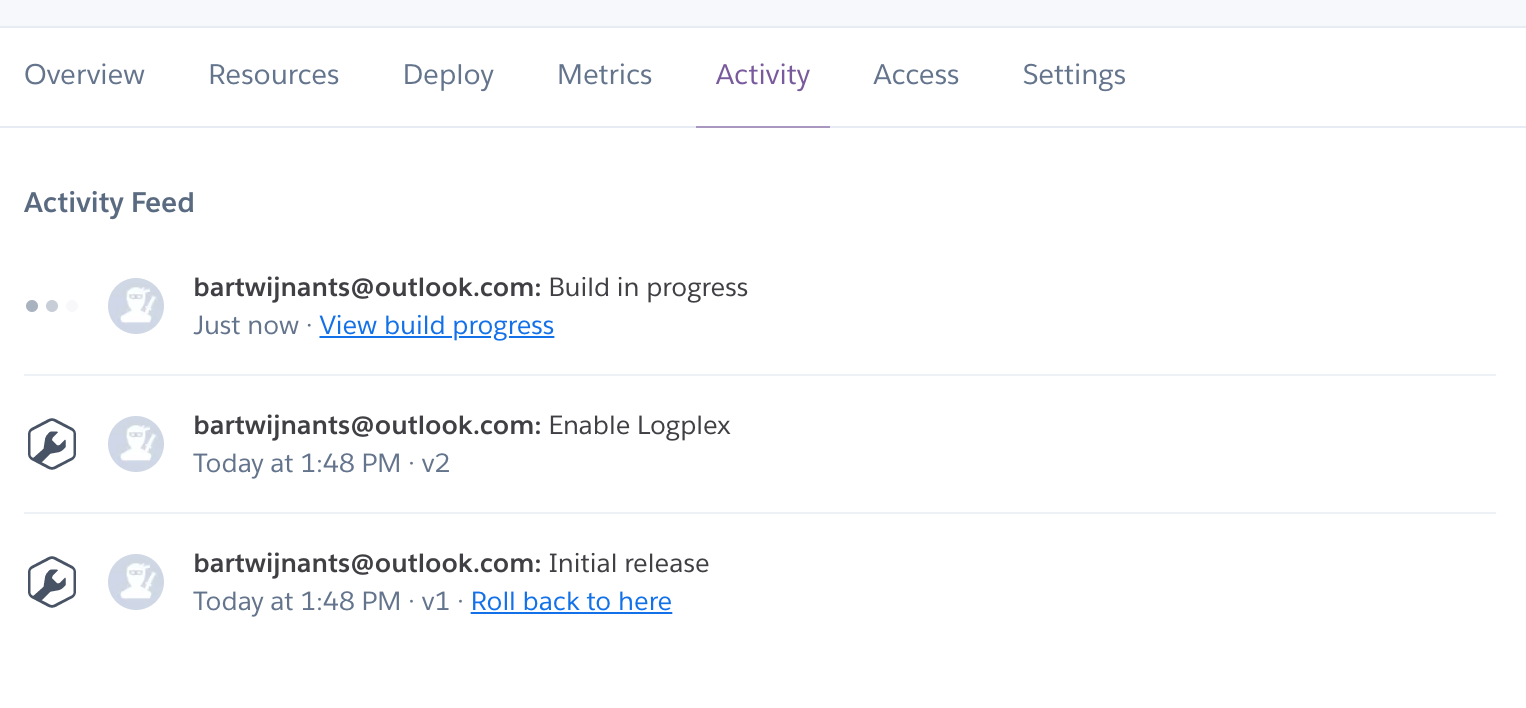 Overview Resources Deploy Metrics Activity Access Settings
Activity Feed
bartwijnants@outlook.com: Build in progress
Just now · View build progress
bartwijnants@outlook.com: Enable Logplex
Today at 1:48 PM · v2
bartwijnants@outlook.com: Initial release
Today at 1:48 PM · v1 · Roll back to here